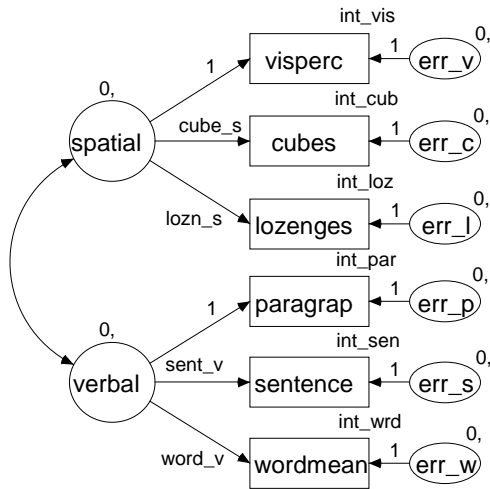 int_vis
0,
1
visperc
1
err_v
0,
int_cub
0,
spatial
cube_s
cubes
1
err_c
0,
int_loz
lozn_s
lozenges
1
err_l
0,
int_par
1
paragrap
1
err_p
0,
int_sen
0,
verbal
sent_v
sentence
1
err_s
0,
int_wrd
word_v
wordmean
1
err_w